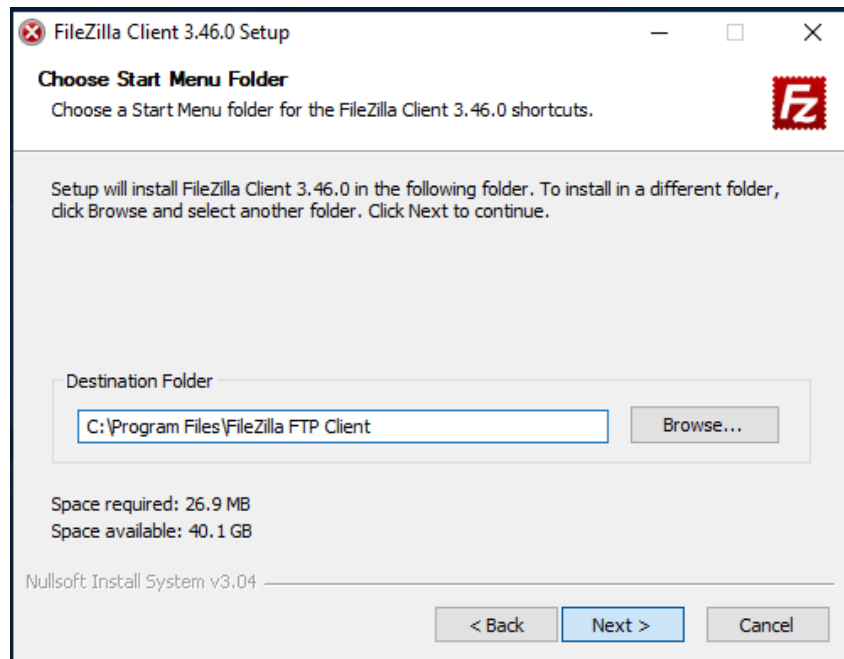 FileZilla Client 3.46.0 Setup
Choose Start Menu Folder
Choose a Start Menu folder for the FileZilla Client 3.46.0 shortcuts.
Fz
Setup will install FileZilla Client 3.46.0 in the following folder. To install in a different folder,
click Browse and select another folder. Click Next to continue.
Destination Folder
C:\Program Files\FileZilla FTP Client
Browse...
Space required: 26.9 MB
Space available: 40.1 GB
Nullsoft Install System v3.04
< Back Next > Cancel